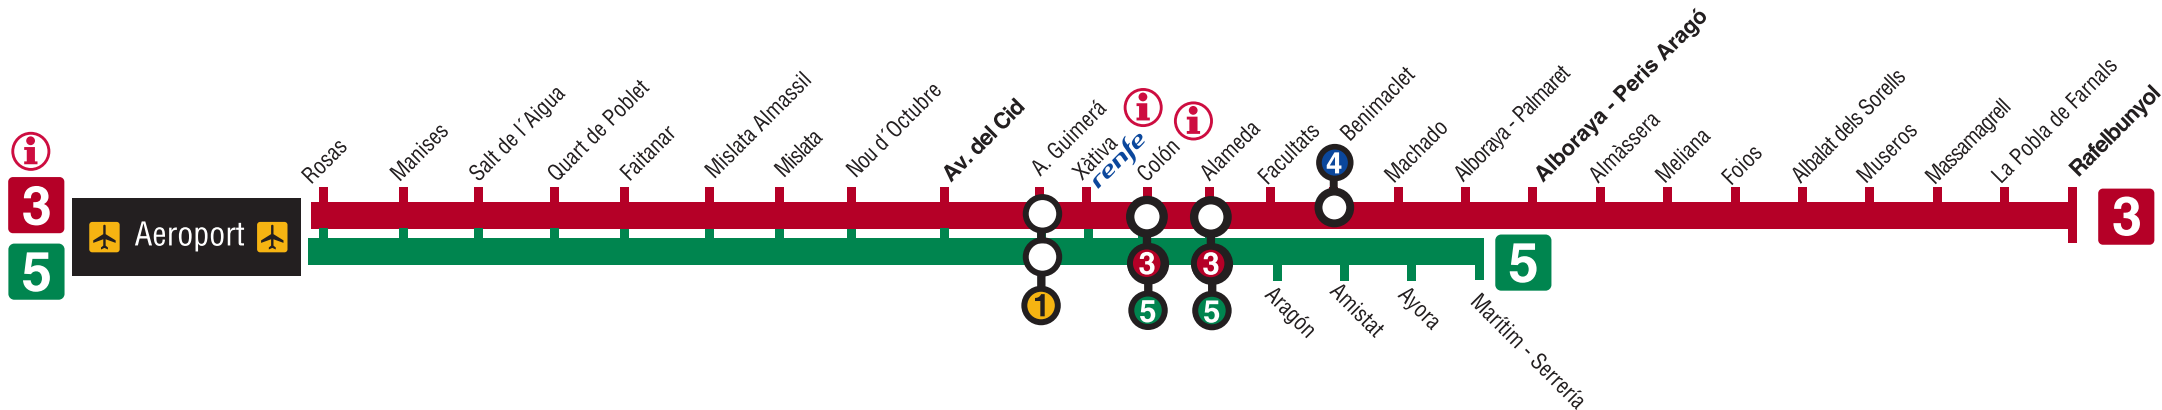 3
5
Aeroport
Rosas
Manises
Salt de l´Aigua
Quart de Poblet
Faitanar
Mislata Almassil
Mislata
Nou d´Octubre
Av. del Cid
A. Guimerá
Xàtiva
renfe
i
Colón
i
Alameda
Facultats
4
Benimaclet
Machado
Alboraya - Palmaret
Alboraya - Peris Aragó
Almàssera
Meliana
Foios
Albalat dels Sorells
Museros
Massamagrell
La Pobla de Farnals
Rafelbunyol
3
i
1
3
5
3
5
Aragón
Amistat
Ayora
Marítim - Serrería
5